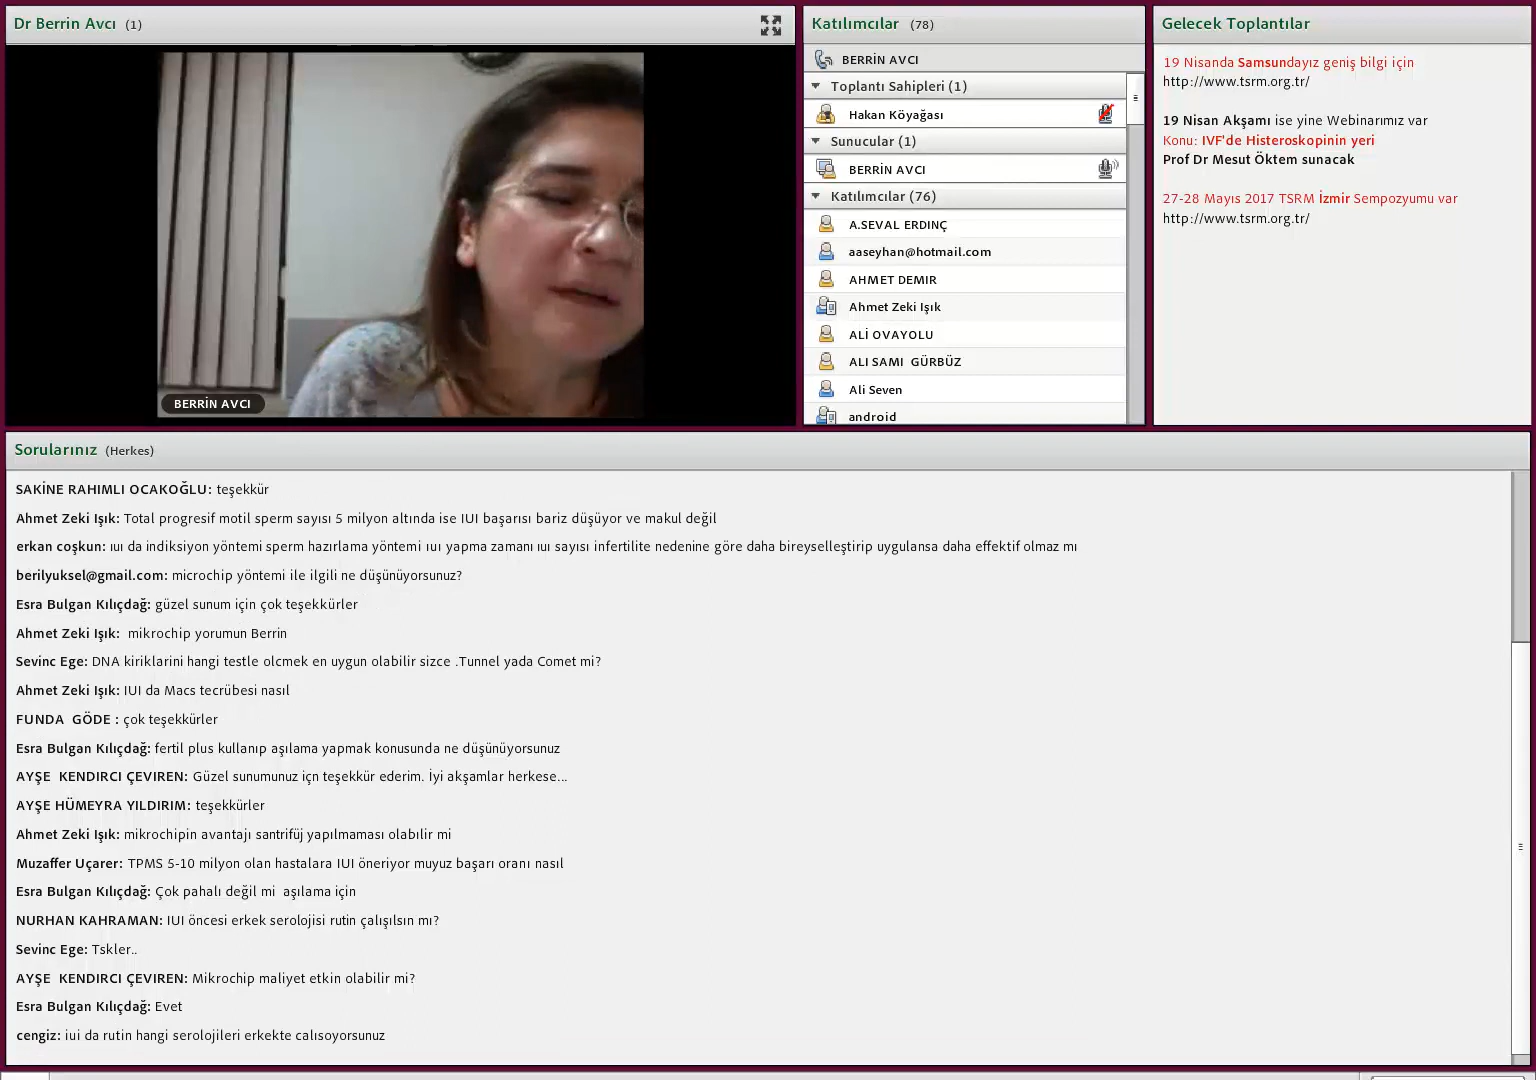 Dr Berrin Avcı (1)
BERRİN AVCI
Katılımcılar (78)
BERRİN AVCI
Toplantı Sahipleri (1)
Hakan Köyağası
Sunucular (1)
BERRİN AVCI
Katılımcılar (76)
A.SEVAL ERDINÇ
aaseyhan@hotmail.com
AHMET DEMIR
Ahmet Zeki Işık
ALİ OVAYOLU
ALI SAMI  GÜRBÜZ
Ali Seven
android
Gelecek Toplantılar
19 Nisanda Samsundayız geniş bilgi için
http://www.tsrm.org.tr/
19 Nisan Akşamı ise yine Webinarımız var
Konu: IVF'de Histeroskopinin yeri
Prof Dr Mesut Öktem sunacak
27-28 Mayıs 2017 TSRM İzmir Sempozyumu var
http://www.tsrm.org.tr/
Sorularınız (Herkes)
SAKİNE RAHIMLI OCAKOĞLU: teşekkür
Ahmet Zeki Işık: Total progresif motil sperm sayısı 5 milyon altında ise IUI başarısı bariz düşüyor ve makul değil
erkan coşkun: ıuı da indiksiyon yöntemi sperm hazırlama yöntemi ıuı yapma zamanı ıuı sayısı infertilite nedenine göre daha bireyselleştirip uygulansa daha effektif olmaz mı
berilyuksel@gmail.com: microchip yöntemi ile ilgili ne düşünüyorsunuz?
Esra Bulgan Kılıçdağ: güzel sunum için çok teşekkürler
Ahmet Zeki Işık:  mikrochip yorumun Berrin
Sevinc Ege: DNA kiriklarini hangi testle olcmek en uygun olabilir sizce .Tunnel yada Comet mi?
Ahmet Zeki Işık: IUI da Macs tecrübesi nasıl
FUNDA  GÖDE : çok teşekkürler
Esra Bulgan Kılıçdağ: fertil plus kullanıp aşılama yapmak konusunda ne düşünüyorsunuz
AYŞE  KENDIRCI ÇEVIREN: Güzel sunumunuz içn teşekkür ederim. İyi akşamlar herkese...
AYŞE HÜMEYRA YILDIRIM: teşekkürler
Ahmet Zeki Işık: mikrochipin avantajı santrifüj yapılmaması olabılır mi
Muzaffer Uçarer: TPMS 5-10 milyon olan hastalara IUI öneriyor muyuz başarı oranı nasıl
Esra Bulgan Kılıçdağ: Çok pahalı değil mi  aşılama için
NURHAN KAHRAMAN: IUI öncesi erkek serolojisi rutin çalışılsın mı?
Sevinc Ege: Tskler..
AYŞE  KENDIRCI ÇEVIREN: Mikrochip maliyet etkin olabilir mi?
Esra Bulgan Kılıçdağ: Evet
cengiz: iui da rutin hangi serolojileri erkekte calısoyorsunuz